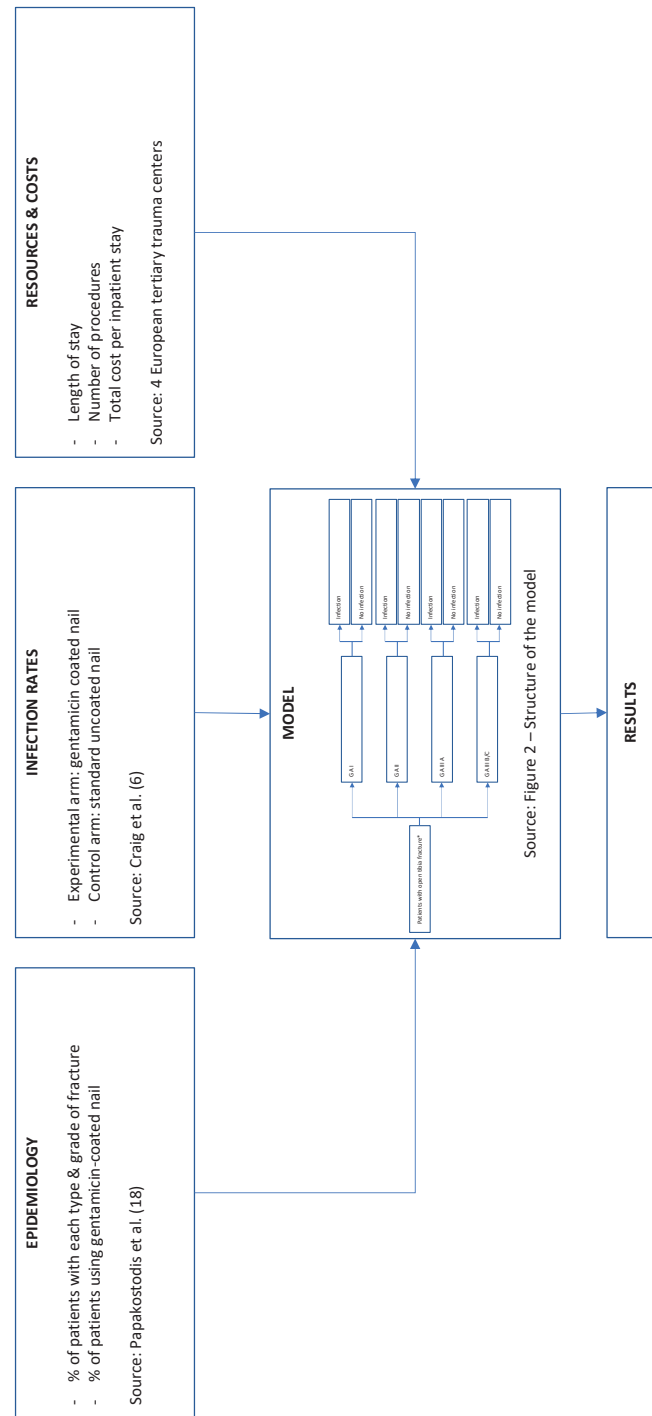 EPIDEMIOLOGY
- % of patients with each type & grade of fracture
- % of patients using gentamicin-coated nail
Source: Papakostodis et al. (18)
INFECTION RATES
- Experimental arm: gentamicin coated nail
- Control arm: standard uncoated nail
Source: Craig et al. (6)
RESOURCES & COSTS
- Length of stay
- Number of procedures
- Total cost per inpatient stay
Source: 4 European tertiary trauma centers
MODEL
Patients with open tibia fracture*
GA I
GA II
GA III A
GA III B/C
Infection
No infection
Infection
No infection
Infection
No infection
Infection
No infection
Source: Figure 2 – Structure of the model
RESULTS